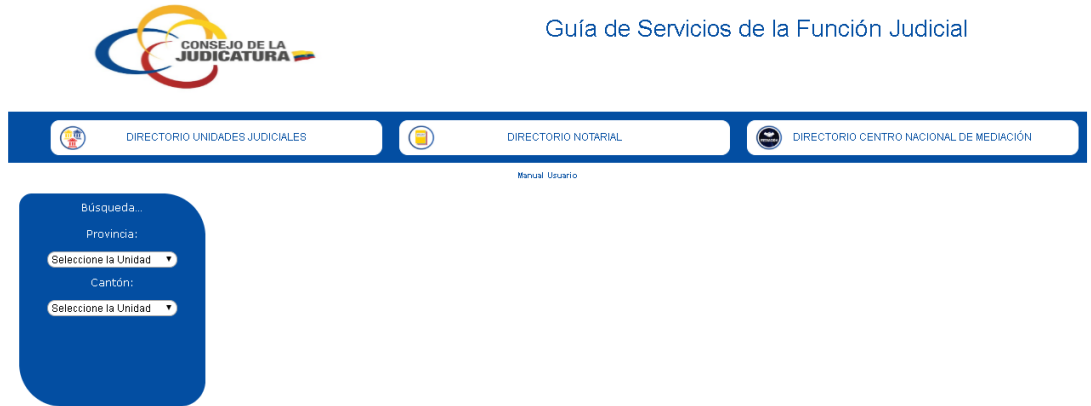 CONSEJO DE LA
JUDICATURA
Guía de Servicios de la Función Judicial
DIRECTORIO UNIDADES JUDICIALES
DIRECTORIO NOTARIAL
DIRECTORIO CENTRO NACIONAL DE MEDIACIÓN
Manual Usuario
Búsqueda...
Provincia:
Seleccione la Unidad
Cantón:
Seleccione la Unidad